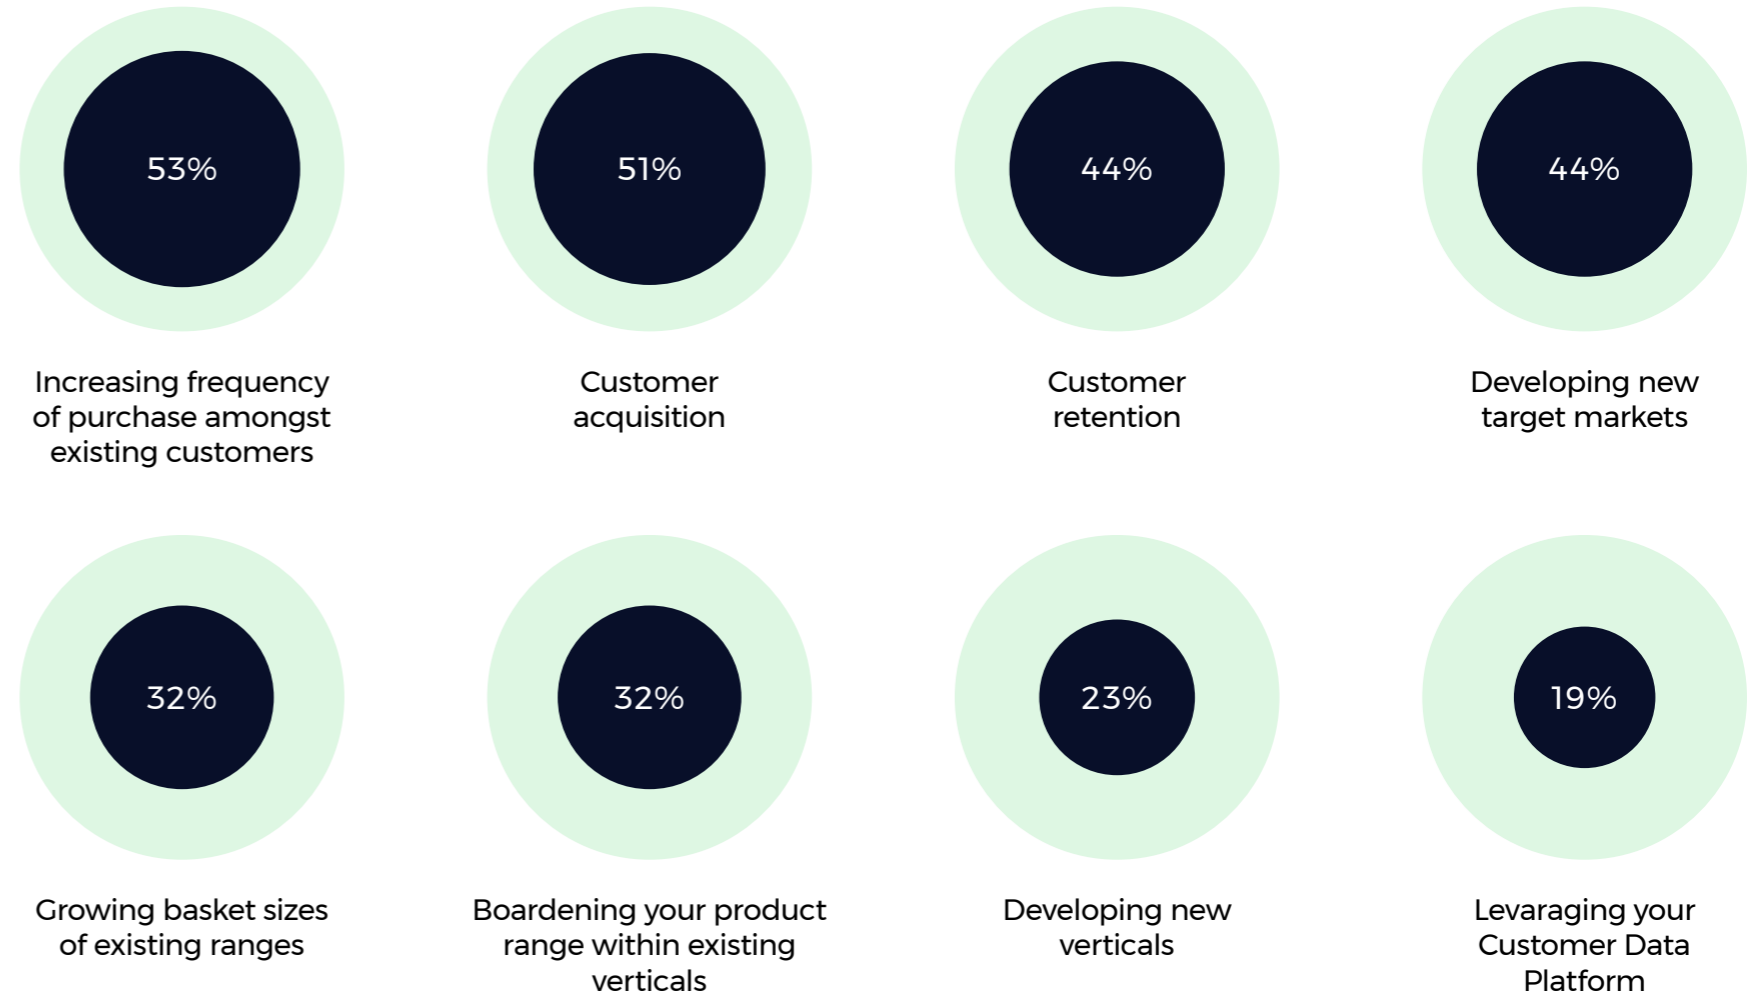 53%
51%
44%
44%
Increasing frequency
of purchase amongst
existing customers
Customer
acquisition
Customer
retention
Developing new
target markets
32%
32%
23%
19%
Growing basket sizes
of existing ranges
Boardening your product
range within existing
verticals
Developing new
verticals
Levaraging your
Customer Data
Platform